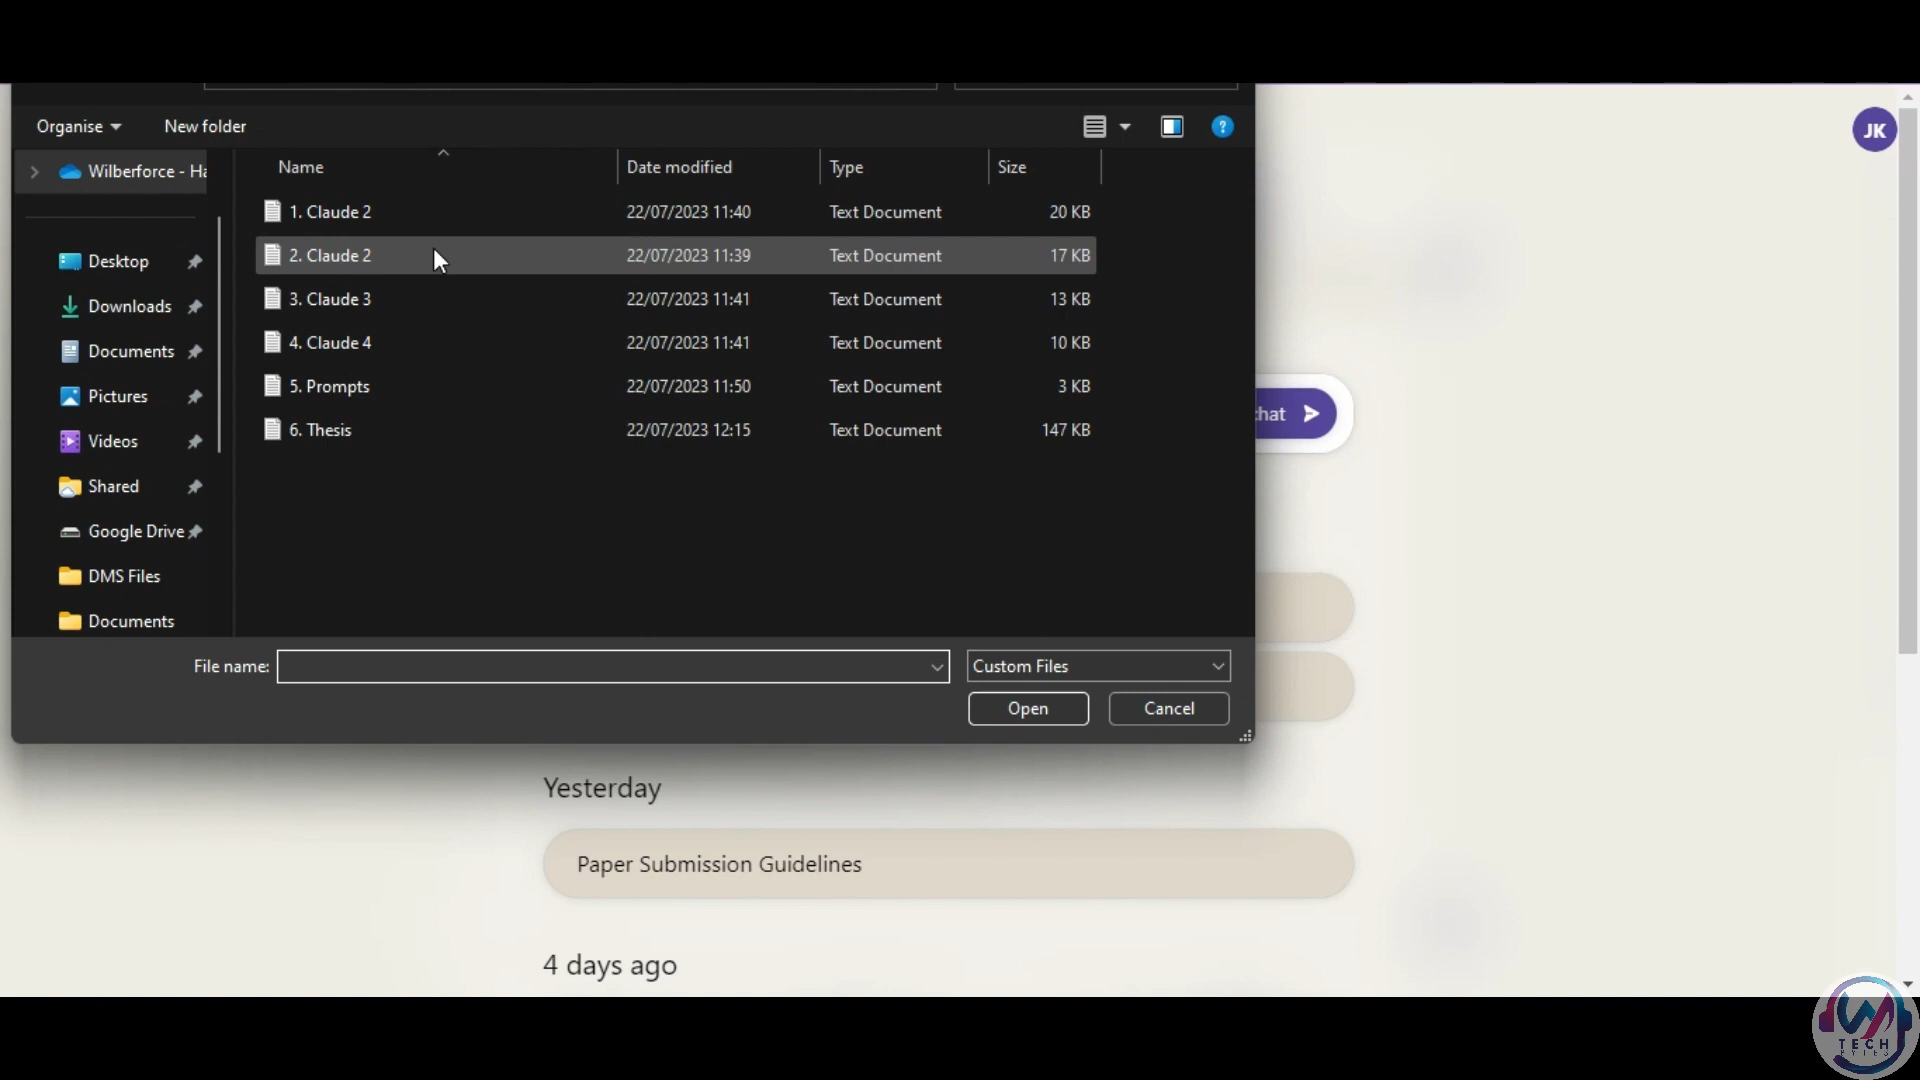 Organise
New folder
JK
Name
Date modified
Type
Size
Wilberforce - Ha
1. Claude 2
22/07/2023 11:40
Text Document
20 KB
2. Claude 2
22/07/2023 11:39
Text Document
17 KB
3. Claude 3
22/07/2023 11:41
Text Document
13 KB
4. Claude 4
22/07/2023 11:41
Text Document
10 KB
5. Prompts
22/07/2023 11:50
Text Document
3 KB
6. Thesis
22/07/2023 12:15
Text Document
147 KB
Desktop
Downloads
Documents
Pictures
Videos
Shared
Google Drive
DMS Files
Documents
hat
File name:
Custom Files
Open
Cancel
Yesterday
Paper Submission Guidelines
4 days ago
TECH
BYTES